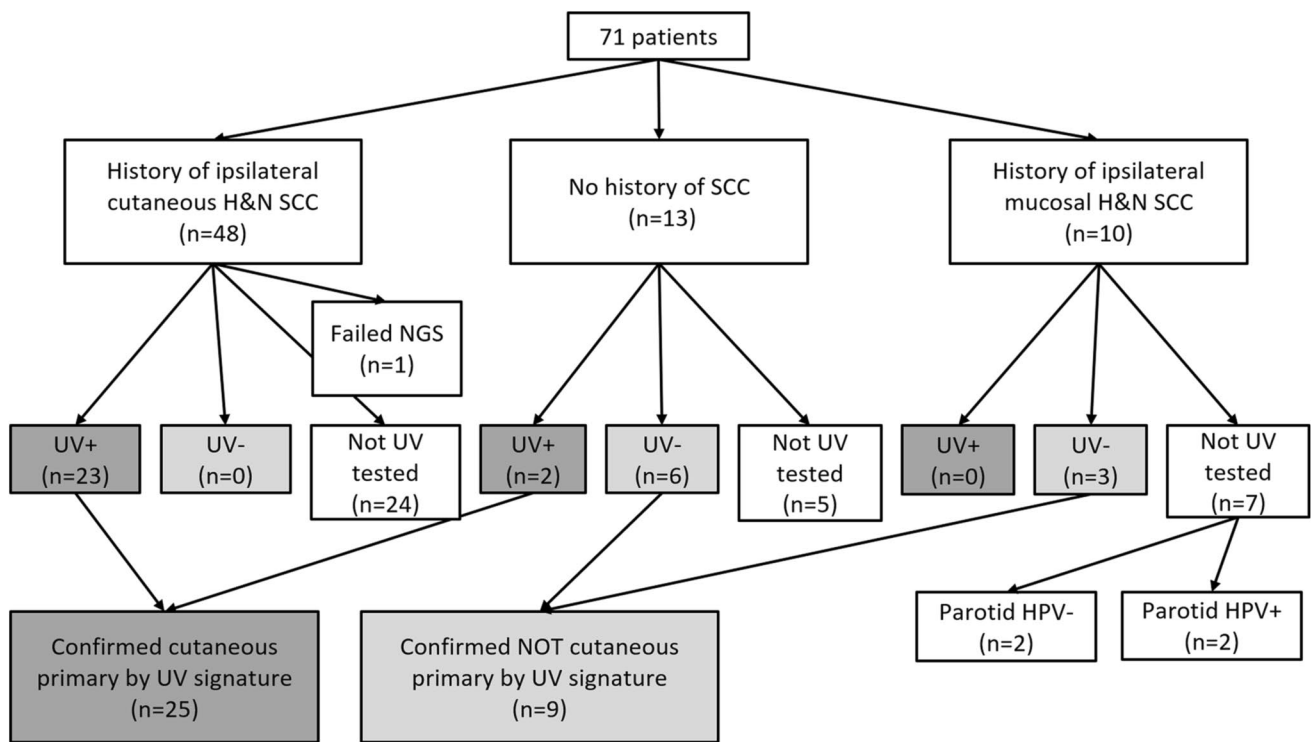 71 patients
History of ipsilateral
cutaneous H&N SCC
(n=48)
No history of SCC
(n=13)
History of ipsilateral
mucosal H&N SCC
(n=10)
Failed NGS
(n=1)
UV+
(n=23)
UV-
(n=0)
Not UV
tested
(n=24)
UV+
(n=2)
UV-
(n=6)
Not UV
tested
(n=5)
UV+
(n=0)
UV-
(n=3)
Not UV
tested
(n=7)
Parotid HPV-
(n=2)
Parotid HPV+
(n=2)
Confirmed cutaneous
primary by UV signature
(n=25)
Confirmed NOT cutaneous
primary by UV signature
(n=9)